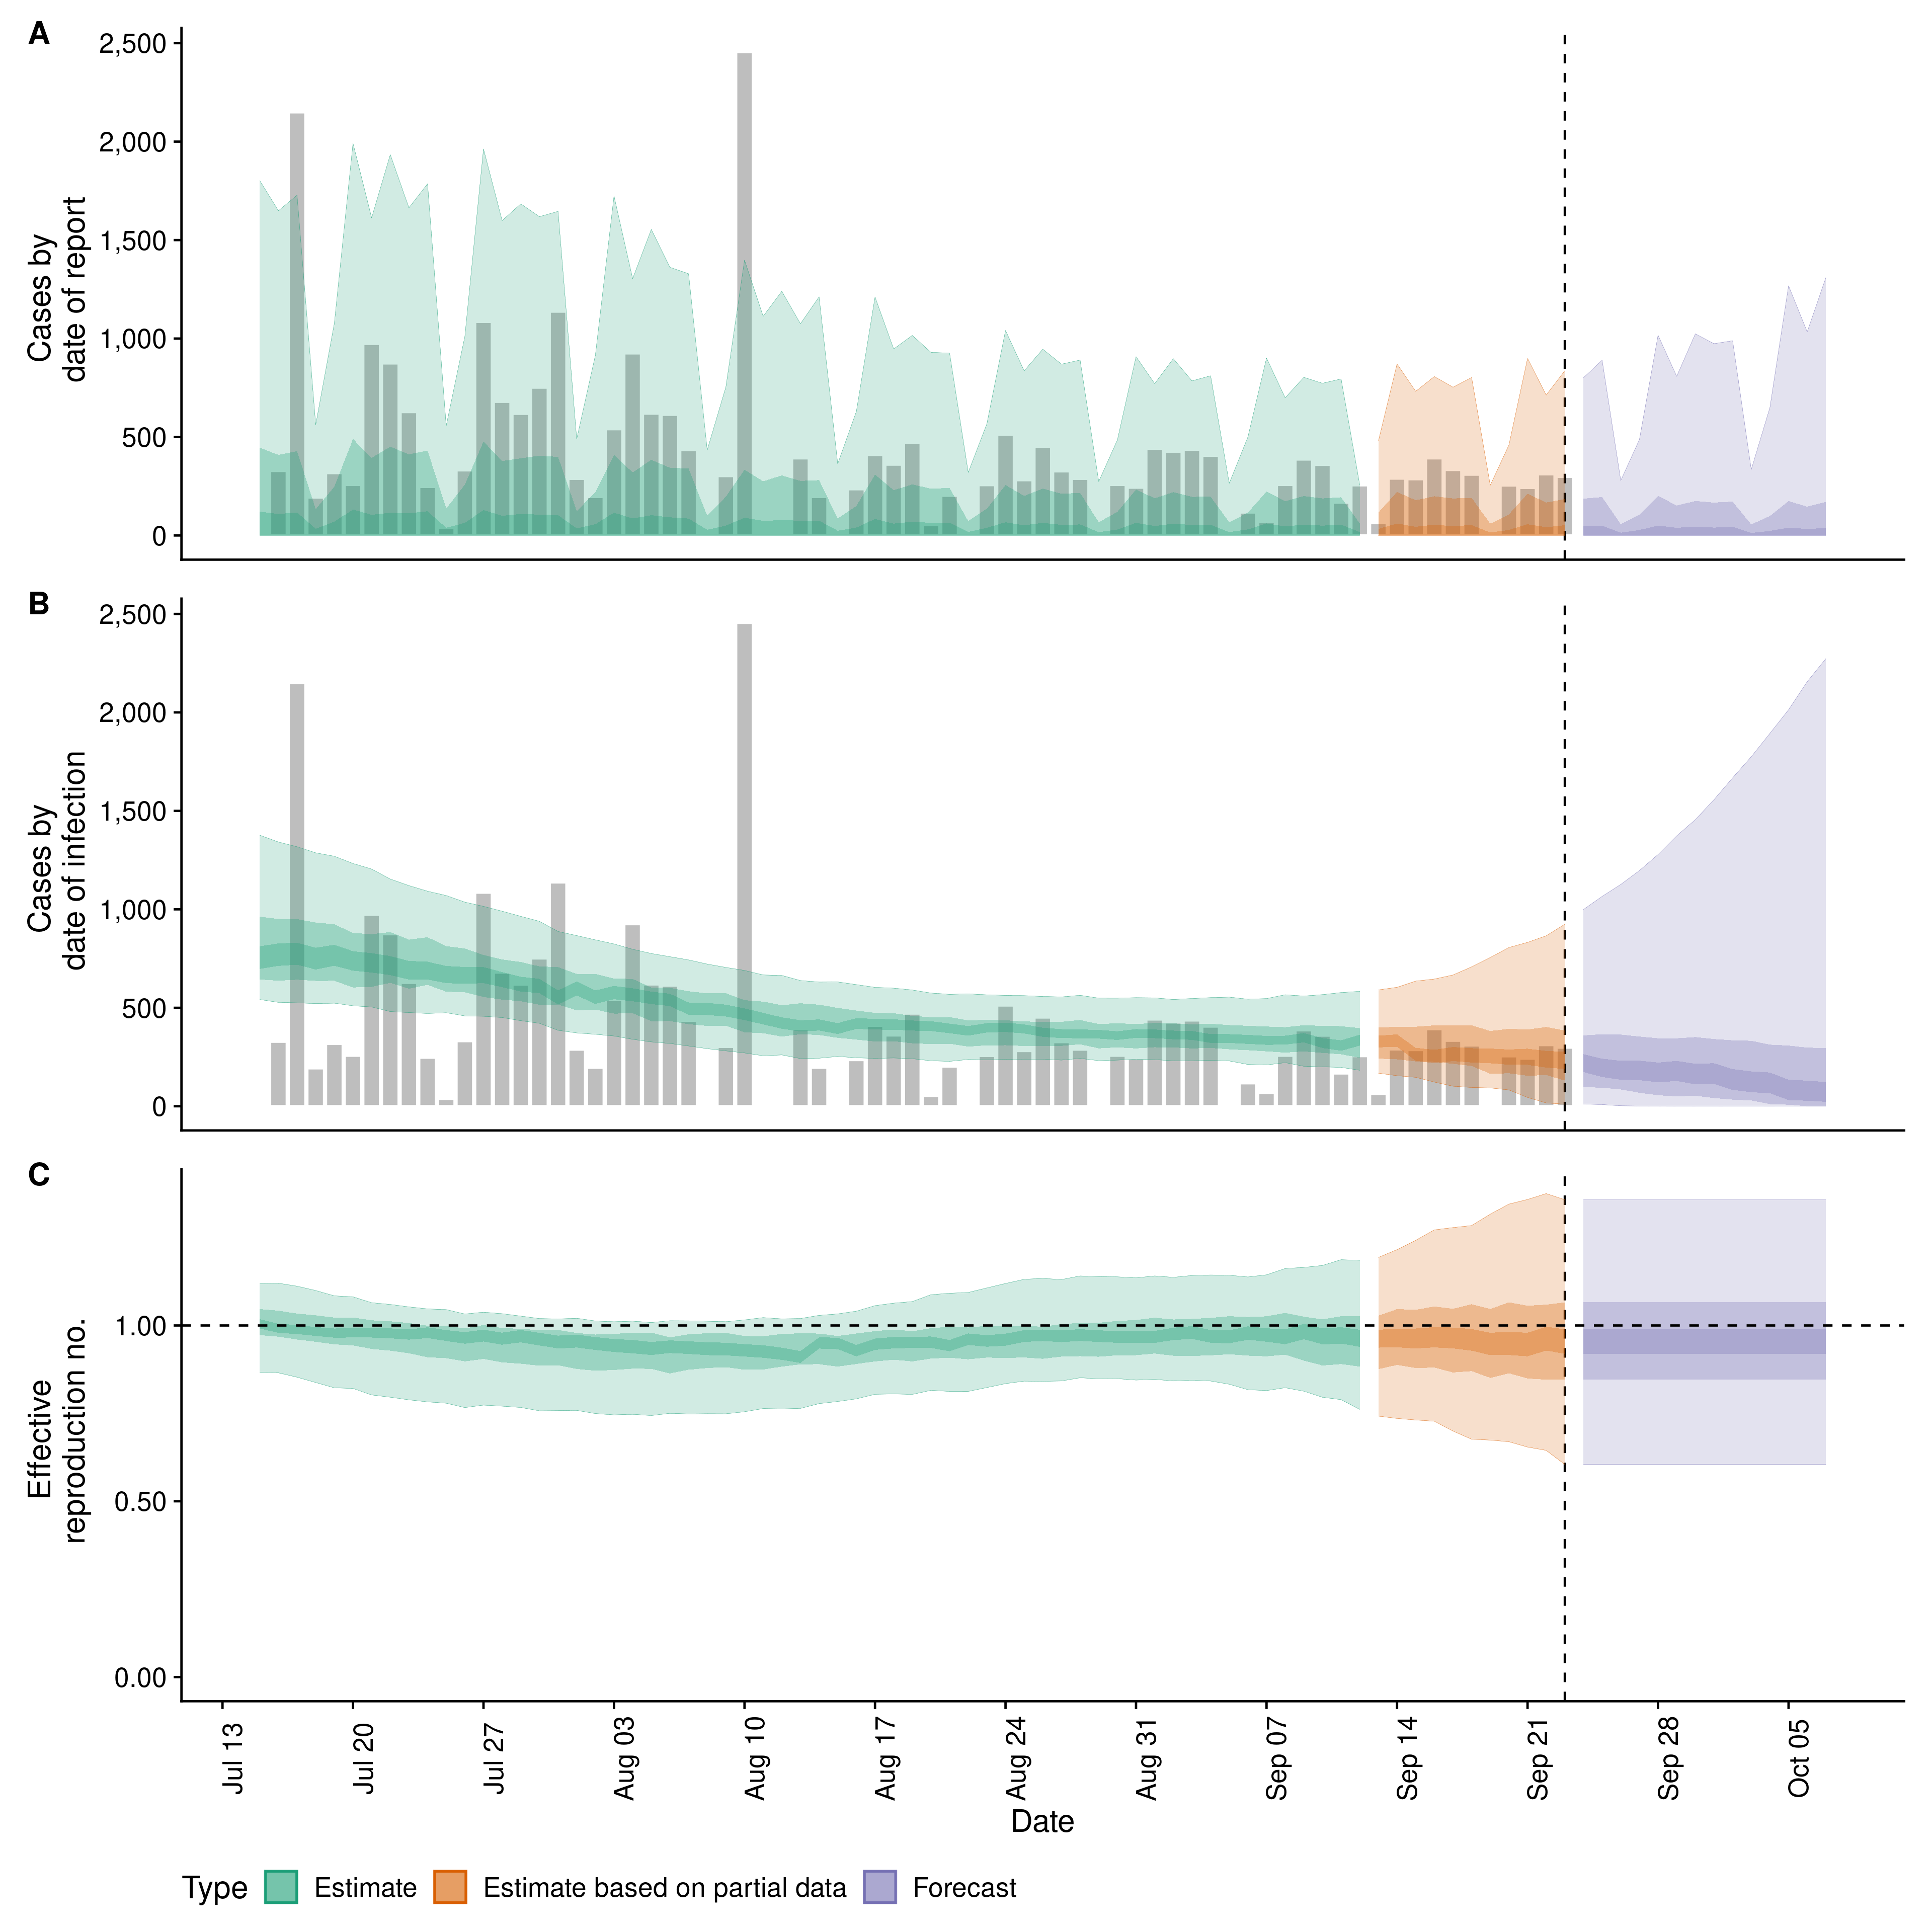 A
Cases by
date of report
2,500
2,000
1,500
1,000
500
0
B
Cases by
date of infection
2,500
2,000
1,500
1,000
500
0
C
Effective
reproduction no.
1.00
0.50
0.00
Jul 13
Jul 20
Jul 27
Aug 03
Aug 10
Aug 17
Aug 24
Aug 31
Sep 07
Sep 14
Sep 21
Sep 28
Oct 05
Date
Type Estimate Estimate based on partial data Forecast